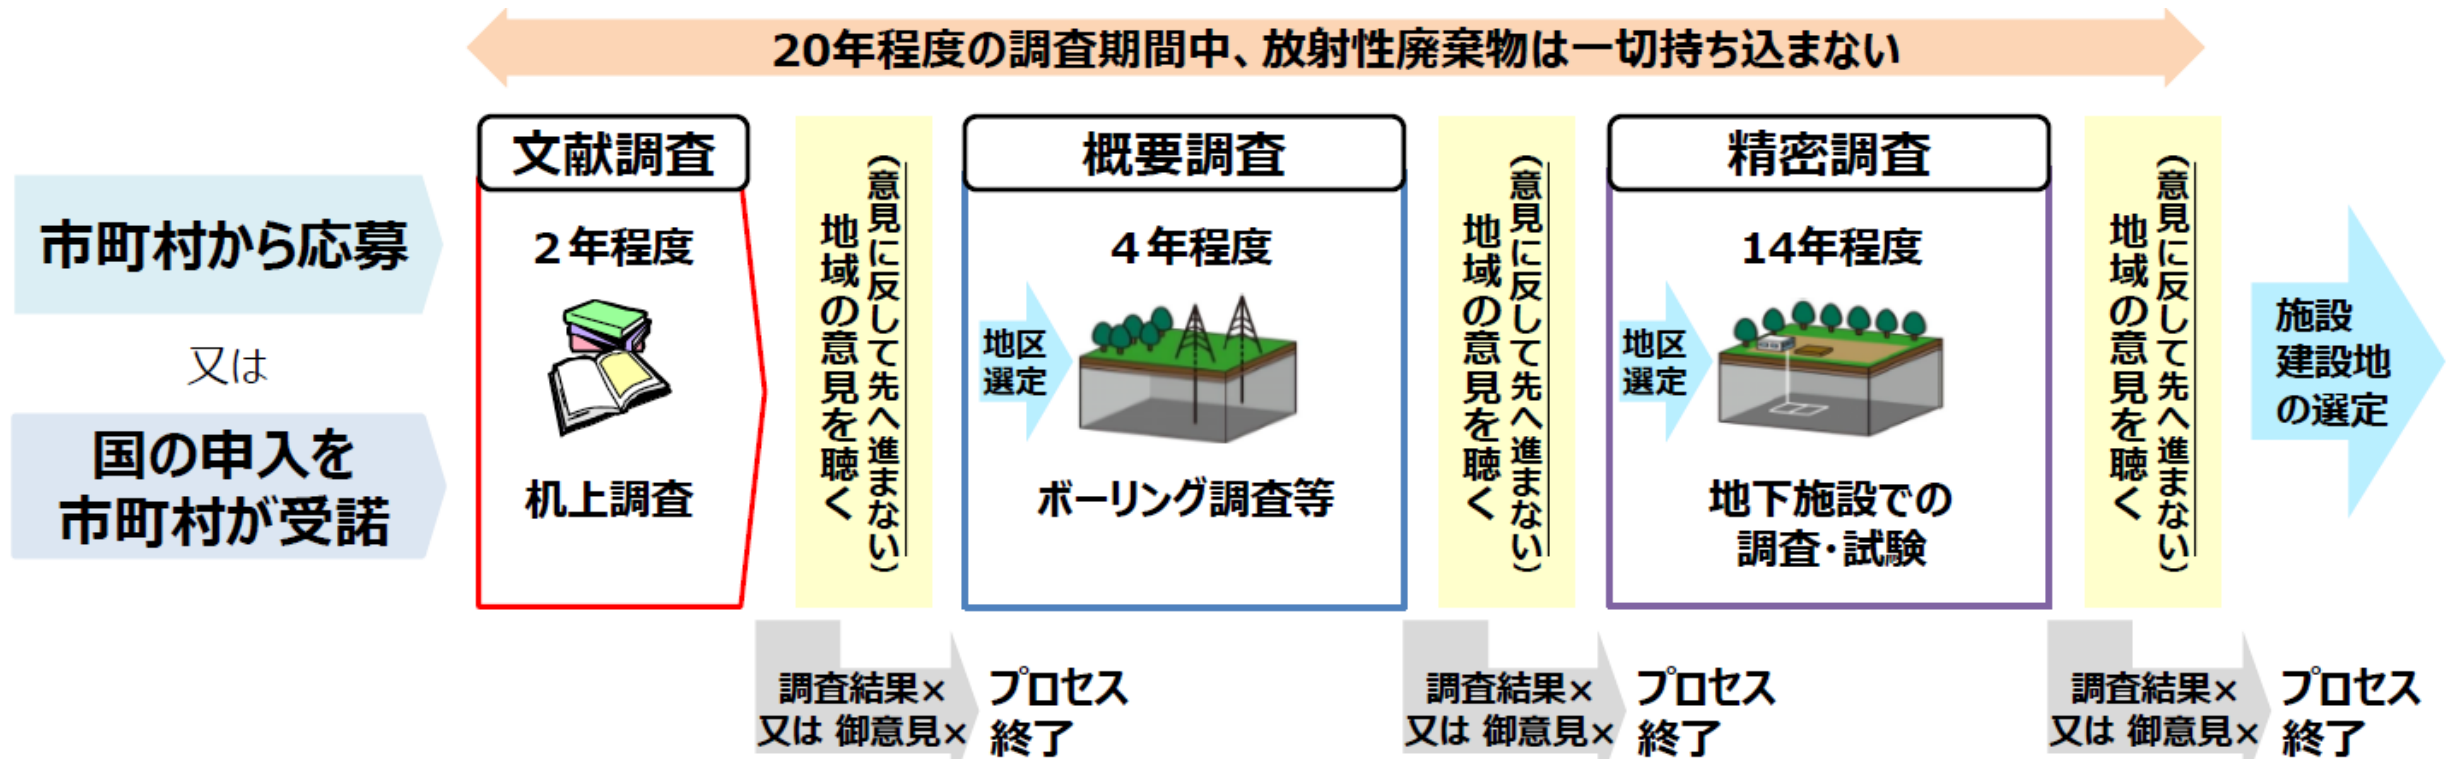 20年程度の調査期間中、放射性廃棄物は一切持ち込まない
市町村から応募
又は
国の申入を
市町村が受諾
文献調査
２年程度
机上調査
（意見に反して先へ進まない）
地域の意見を聴く
調査結果×
又は 御意見×
プロセス
終了
概要調査
４年程度
地区
選定
ボーリング調査等
（意見に反して先へ進まない）
地域の意見を聴く
調査結果×
又は 御意見×
プロセス
終了
精密調査
14年程度
地区
選定
地下施設での
調査・試験
（意見に反して先へ進まない）
地域の意見を聴く
調査結果×
又は 御意見×
プロセス
終了
施設
建設地
の選定